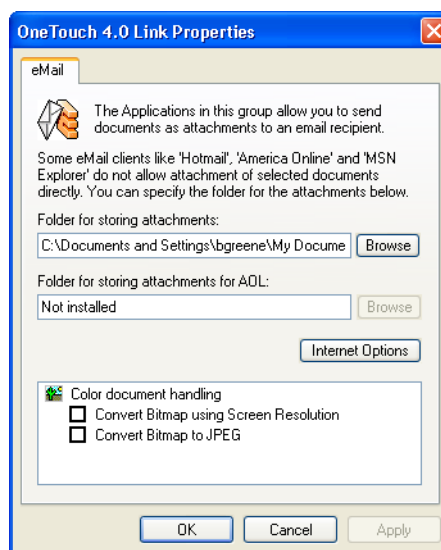 OneTouch 4.0 Link Properties
eMail
The Applications in this group allow you to send
documents as attachments to an email recipient.
Some eMail clients like 'Hotmail', 'America Online' and 'MSN
Explorer' do not allow attachment of selected documents
directly. You can specify the folder for the attachments below.
Folder for storing attachments:
C:\Documents and Settings\bgreene\My Docume Browse
Folder for storing attachments for AOL:
Not installed Browse
Internet Options
Color document handling
Convert Bitmap using Screen Resolution
Convert Bitmap to JPEG
OK Cancel Apply